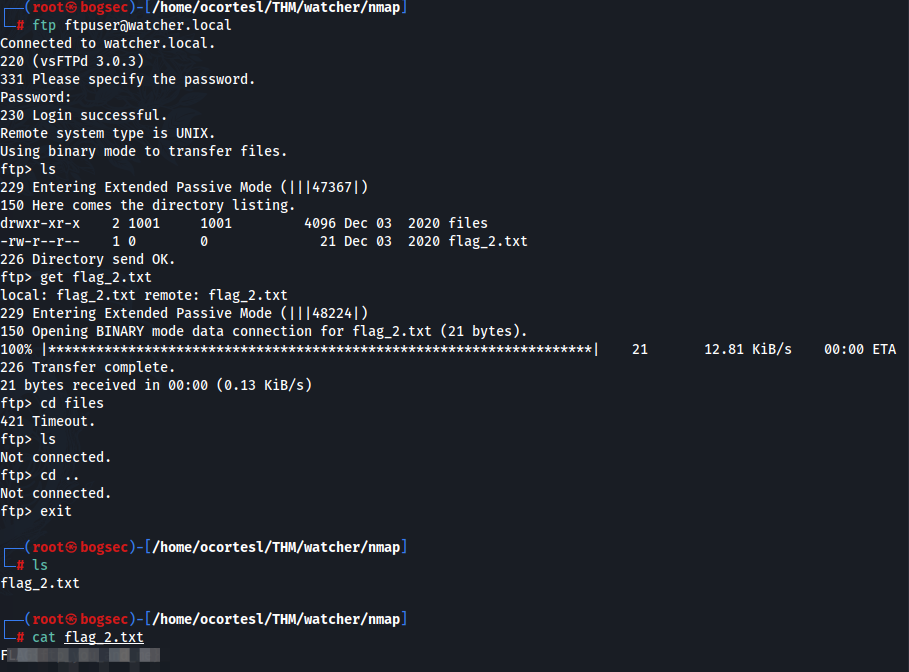 ┌──(root㉿bogsec)-[/home/ocortesl/THM/watcher/nmap]
└─# ftp ftpuser@watcher.local
Connected to watcher.local.
220 (vsFTPd 3.0.3)
331 Please specify the password.
Password:
230 Login successful.
Remote system type is UNIX.
Using binary mode to transfer files.
ftp> ls
229 Entering Extended Passive Mode (|||47367|)
150 Here comes the directory listing.
drwxr-xr-x    2 1001     1001         4096 Dec 03  2020 files
-rw-r--r--    1 0        0              21 Dec 03  2020 flag_2.txt
226 Directory send OK.
ftp> get flag_2.txt
local: flag_2.txt remote: flag_2.txt
229 Entering Extended Passive Mode (|||48224|)
150 Opening BINARY mode data connection for flag_2.txt (21 bytes).
100% |********************************************************************|    21       12.81 KiB/s    00:00 ETA
226 Transfer complete.
21 bytes received in 00:00 (0.13 KiB/s)
ftp> cd files
421 Timeout.
ftp> ls
Not connected.
ftp> cd ..
Not connected.
ftp> exit
┌──(root㉿bogsec)-[/home/ocortesl/THM/watcher/nmap]
└─# ls
flag_2.txt
┌──(root㉿bogsec)-[/home/ocortesl/THM/watcher/nmap]
└─# cat flag_2.txt